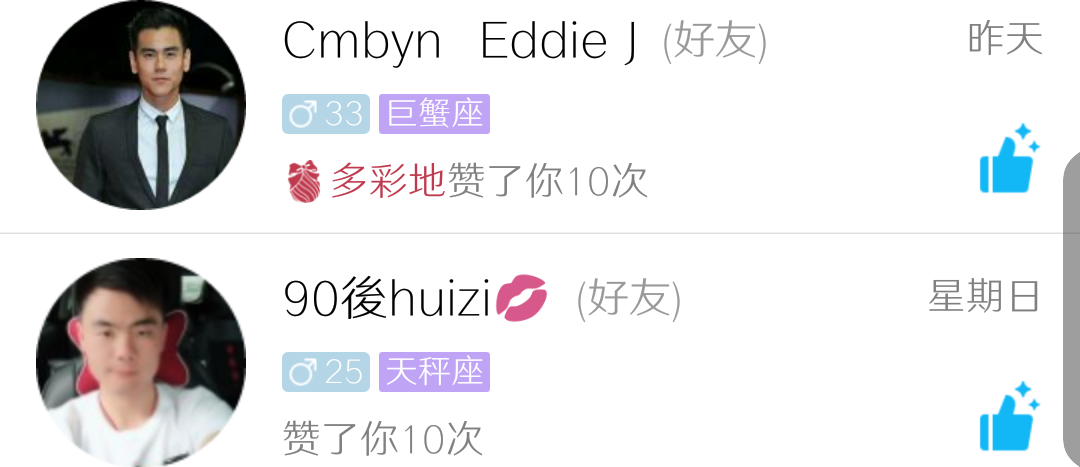 Cmbyn Eddie J (好友) 昨天
♂33 巨蟹座
多彩地赞了你10次
90後huizi💋 (好友) 星期日
♂25 天秤座
赞了你10次